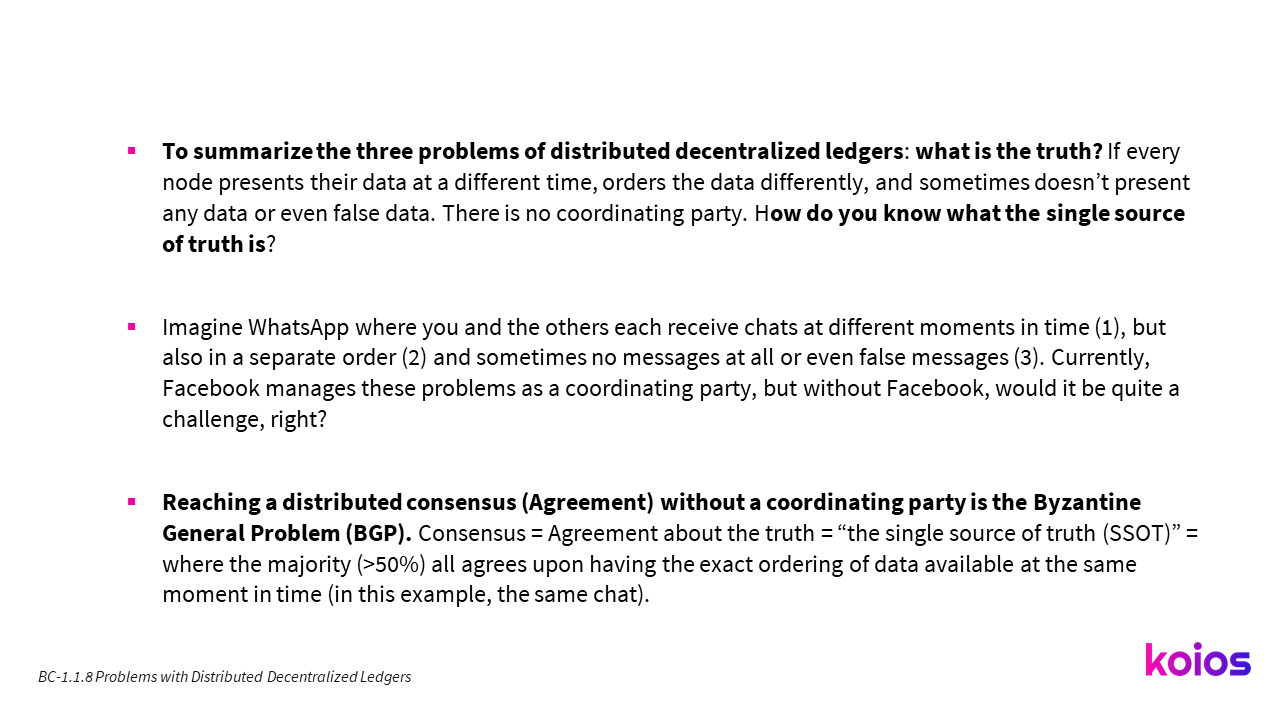 ▪ To summarize the three problems of distributed decentralized ledgers: what is the truth? If every
node presents their data at a different time, orders the data differently, and sometimes doesn’t present
any data or even false data. There is no coordinating party. How do you know what the single source
of truth is?
▪ Imagine WhatsApp where you and the others each receive chats at different moments in time (1), but
also in a separate order (2) and sometimes no messages at all or even false messages (3). Currently,
Facebook manages these problems as a coordinating party, but without Facebook, would it be quite a
challenge, right?
▪ Reaching a distributed consensus (Agreement) without a coordinating party is the Byzantine
General Problem (BGP). Consensus = Agreement about the truth = “the single source of truth (SSOT)” =
where the majority (>50%) all agrees upon having the exact ordering of data available at the same
moment in time (in this example, the same chat).
BC-1.1.8 Problems with Distributed Decentralized Ledgers
koios